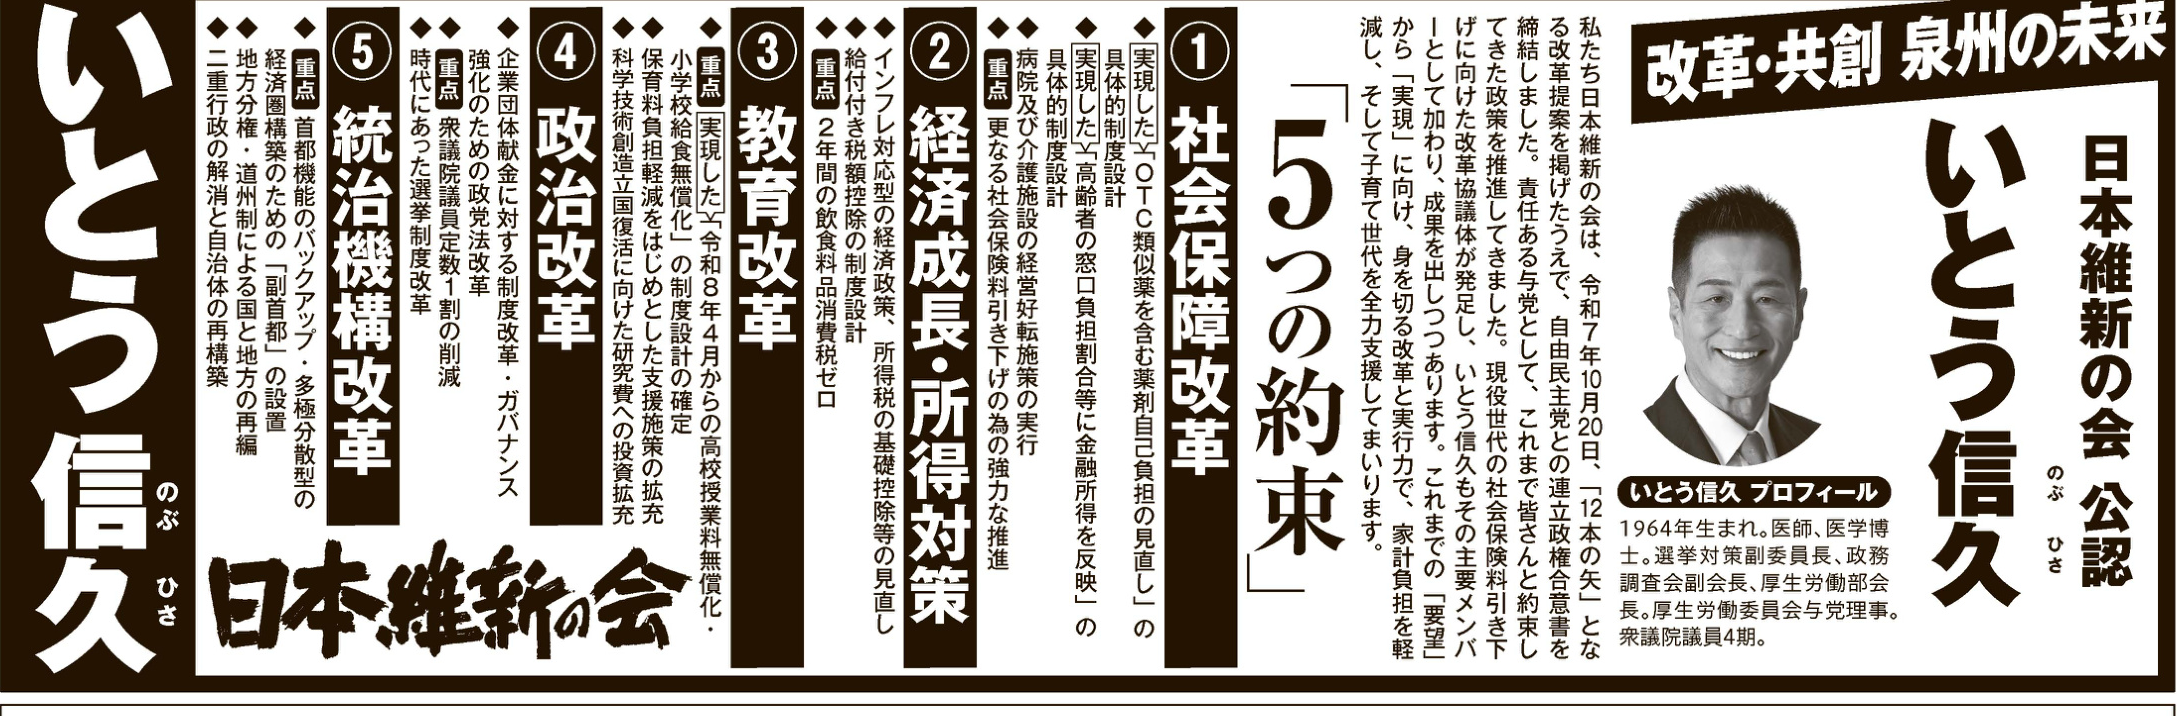 改革・共創 泉州の未来
日本維新の会 公認
いとう信久
のぶ ひさ
いとう信久 プロフィール
1964年生まれ。医師、医学博
士。選挙対策副委員長、政務
調査会副会長、厚生労働部会
長。厚生労働委員会与党理事。
衆議院議員4期。
私たち日本維新の会は、令和7年10月20日、「12本の矢」とな
る改革提案を掲げたうえで、自由民主党との連立政権合意書を
締結しました。責任ある与党として、これまで皆さんと約束し
てきた政策を推進してきました。現役世代の社会保険料引き下
げに向けた改革協議体が発足し、いとう信久もその主要メンバ
ーとして加わり、成果を出しつつあります。これまでの「要望」
から「実現」に向け、身を切る改革と実行力で、家計負担を軽
減し、そして子育て世代を全力支援してまいります。
「5つの約束」
① 社会保障改革
◆実現した「OTC類似薬を含む薬剤自己負担の見直し」の
具体的制度設計
◆実現した「高齢者の窓口負担割合等に金融所得を反映」の
具体的制度設計
◆病院及び介護施設の経営好転施策の実行
◆重点 更なる社会保険料引き下げの為の強力な推進
② 経済成長・所得対策
◆インフレ対応型の経済政策、所得税の基礎控除等の見直し
◆給付付き税額控除の制度設計
◆重点 2年間の飲食料品消費税ゼロ
③ 教育改革
◆重点 実現した「令和8年4月からの高校授業料無償化・
小学校給食無償化」の制度設計の確定
◆保育料負担軽減をはじめとした支援施策の拡充
◆科学技術創造立国復活に向けた研究費への投資拡充
④ 政治改革
◆企業団体献金に対する制度改革・ガバナンス
強化のための政党法改革
◆重点 衆議院議員定数1割の削減
◆時代にあった選挙制度改革
⑤ 統治機構改革
◆重点 首都機能のバックアップ・多極分散型の
経済圏構築のための「副首都」の設置
◆地方分権・道州制による国と地方の再編
◆二重行政の解消と自治体の再構築
日本維新の会
いとう信久
のぶ ひさ